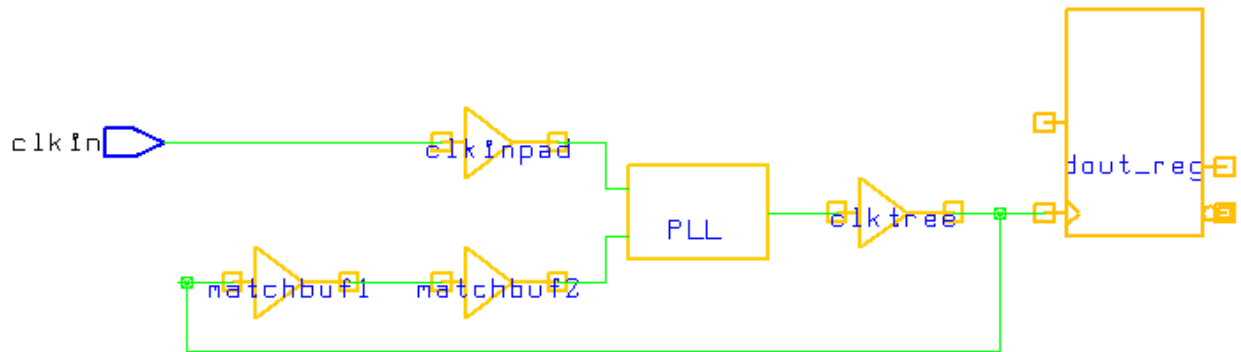 clkin
clkinpad
dout_reg
PLL
clktree
matchbuf1
matchbuf2